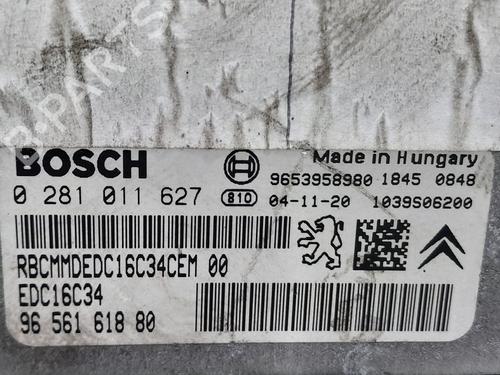 B-PARTS
BOSCH
Made in Hungary
9653958980 1845 0848
0 281 011 627 810 04-11-20 1039S06200
RBCMMDEDC16C34CEM 00
EDC16C34
96 561 618 80